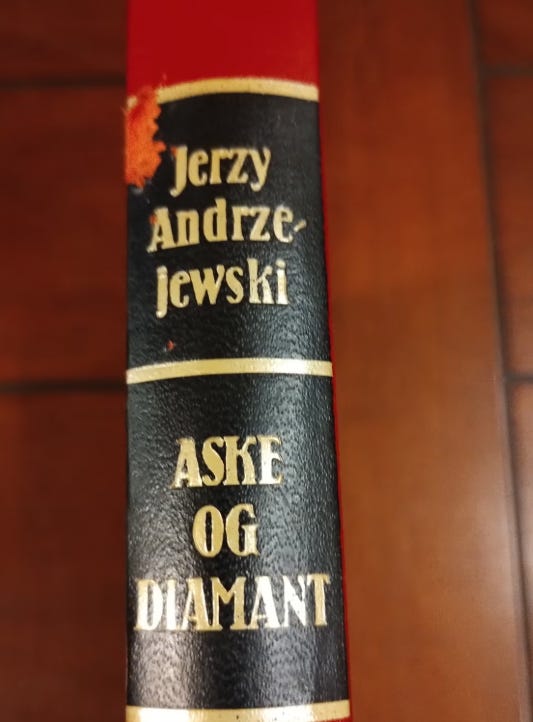 Jerzy
Andrze-
jewski
ASKE
OG
DIAMANT